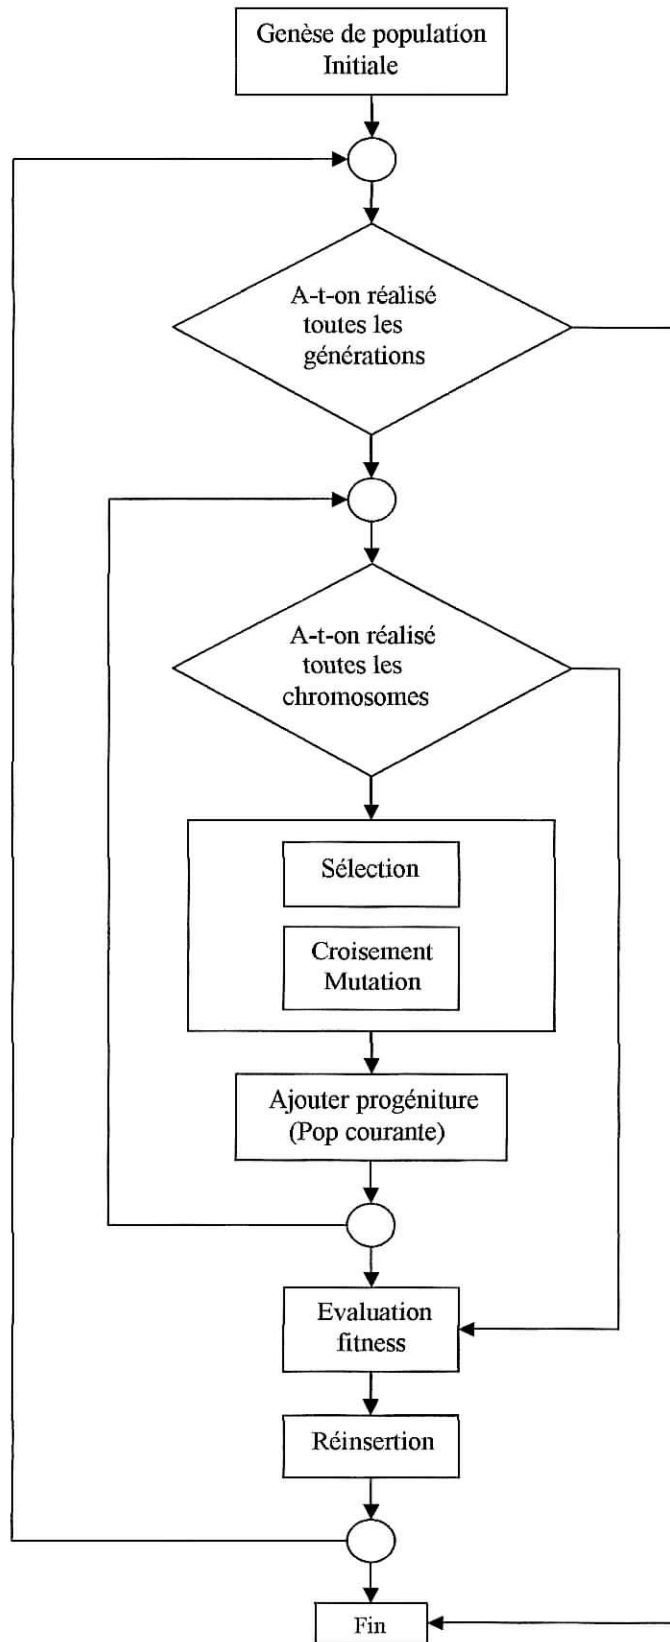 Genèse de population
Initiale
A-t-on réalisé
toutes les
générations
A-t-on réalisé
toutes les
chromosomes
Sélection
Croisement
Mutation
Ajouter progéniture
(Pop courante)
Evaluation
fitness
Réinsertion
Fin